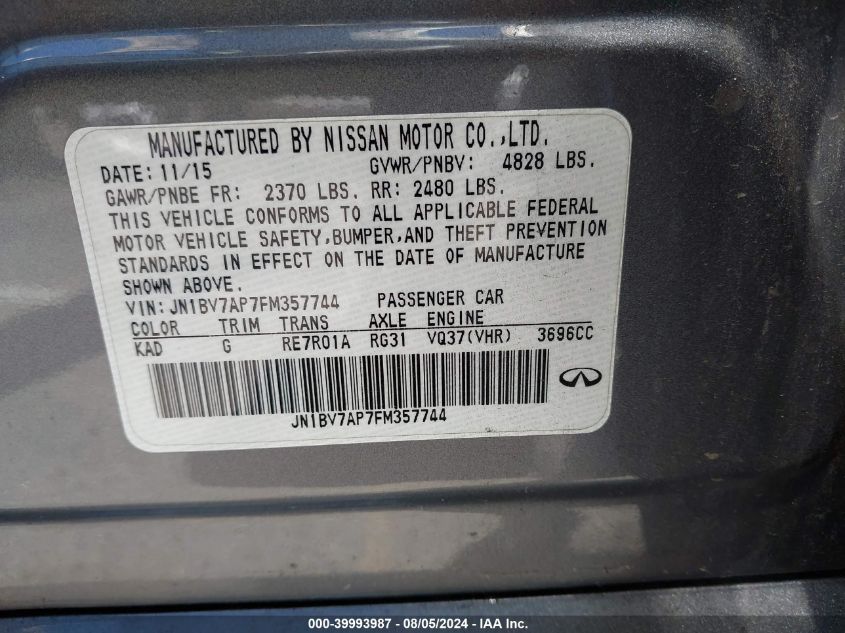 MANUFACTURED BY NISSAN MOTOR CO.,LTD.
DATE: 11/15 GVWR/PNBV: 4828 LBS.
GAWR/PNBE FR: 2370 LBS. RR: 2480 LBS.
THIS VEHICLE CONFORMS TO ALL APPLICABLE FEDERAL
MOTOR VEHICLE SAFETY,BUMPER,AND THEFT PREVENTION
STANDARDS IN EFFECT ON THE DATE OF MANUFACTURE
SHOWN ABOVE.
VIN: JN1BV7AP7FM357744 PASSENGER CAR
COLOR TRIM TRANS AXLE ENGINE
KAD G RE7R01A RG31 VQ37(VHR) 3696CC
JN1BV7AP7FM357744
000-39993987 - 08/05/2024 - IAAI.com